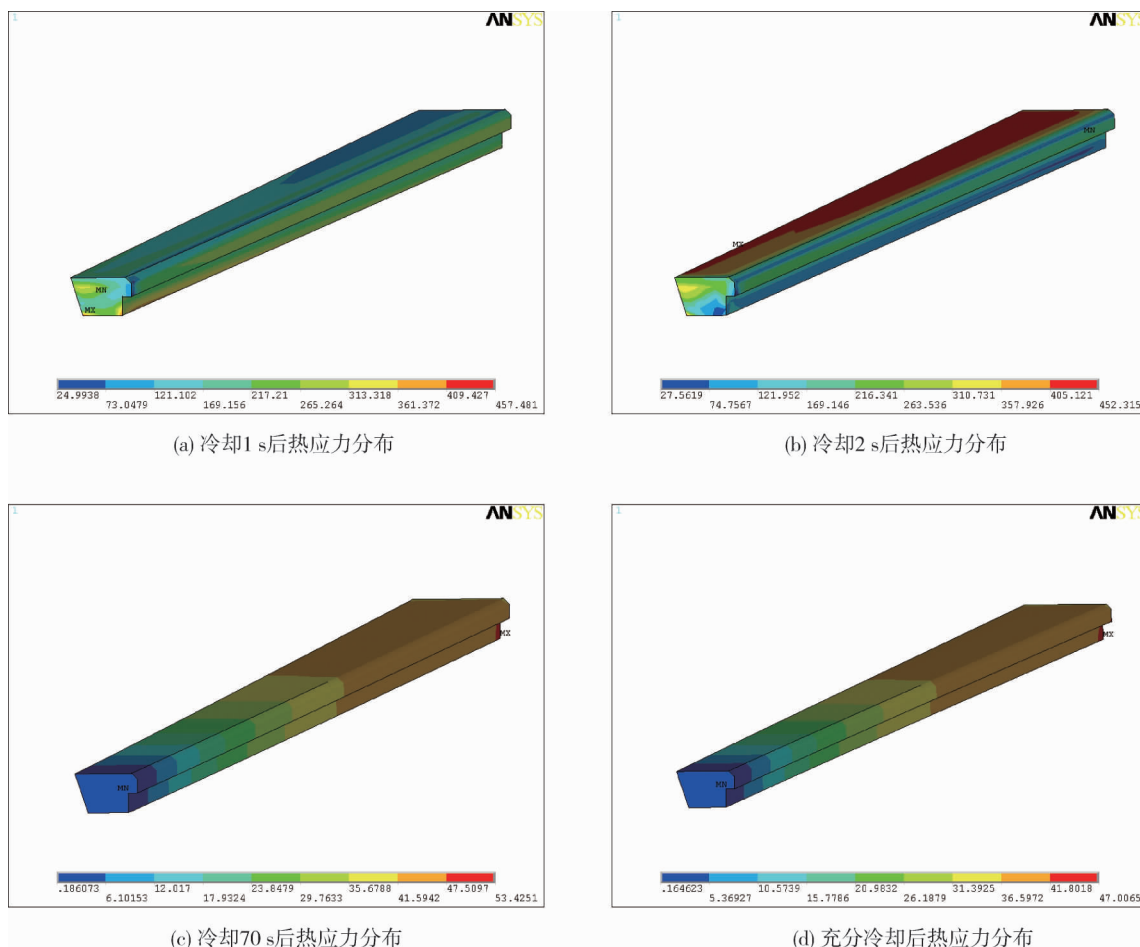 1
ANSYS
MN
MX
24.9938 121.102 217.21 313.318 409.427
73.0479 169.156 265.264 361.372 457.481
(a) 冷却1 s后热应力分布
1
ANSYS
MN
MX
27.5619 121.952 216.341 310.731 405.121
74.7567 169.146 263.536 357.926 452.315
(b) 冷却2 s后热应力分布
1
ANSYS
MX
MN
.186073 12.017 23.8479 35.6788 47.5097
6.10153 17.9324 29.7633 41.5942 53.4251
(c) 冷却70 s后热应力分布
1
ANSYS
MX
MN
.164623 10.5739 20.9832 31.3925 41.8018
5.36927 15.7786 26.1879 36.5972 47.0065
(d) 充分冷却后热应力分布